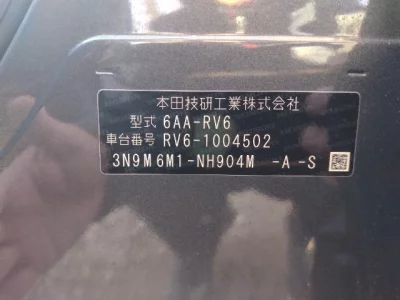 本田技研工業株式会社
型式 6AA-RV6
車台番号 RV6-1004502
3N9M6M1-NH904M -A-S